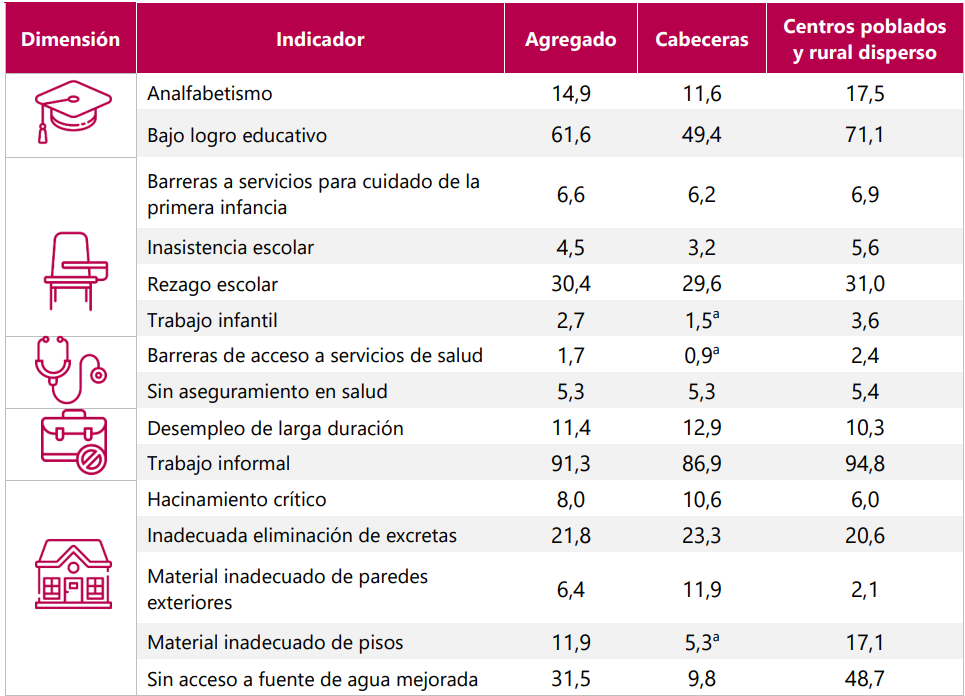 Dimensión Indicador Agregado Cabeceras Centros poblados
y rural disperso
Analfabetismo 14,9 11,6 17,5
Bajo logro educativo 61,6 49,4 71,1
Barreras a servicios para cuidado de la
primera infancia 6,6 6,2 6,9
Inasistencia escolar 4,5 3,2 5,6
Rezago escolar 30,4 29,6 31,0
Trabajo infantil 2,7 1,5ª 3,6
Barreras de acceso a servicios de salud 1,7 0,9ª 2,4
Sin aseguramiento en salud 5,3 5,3 5,4
Desempleo de larga duración 11,4 12,9 10,3
Trabajo informal 91,3 86,9 94,8
Hacinamiento crítico 8,0 10,6 6,0
Inadecuada eliminación de excretas 21,8 23,3 20,6
Material inadecuado de paredes
exteriores 6,4 11,9 2,1
Material inadecuado de pisos 11,9 5,3ª 17,1
Sin acceso a fuente de agua mejorada 31,5 9,8 48,7